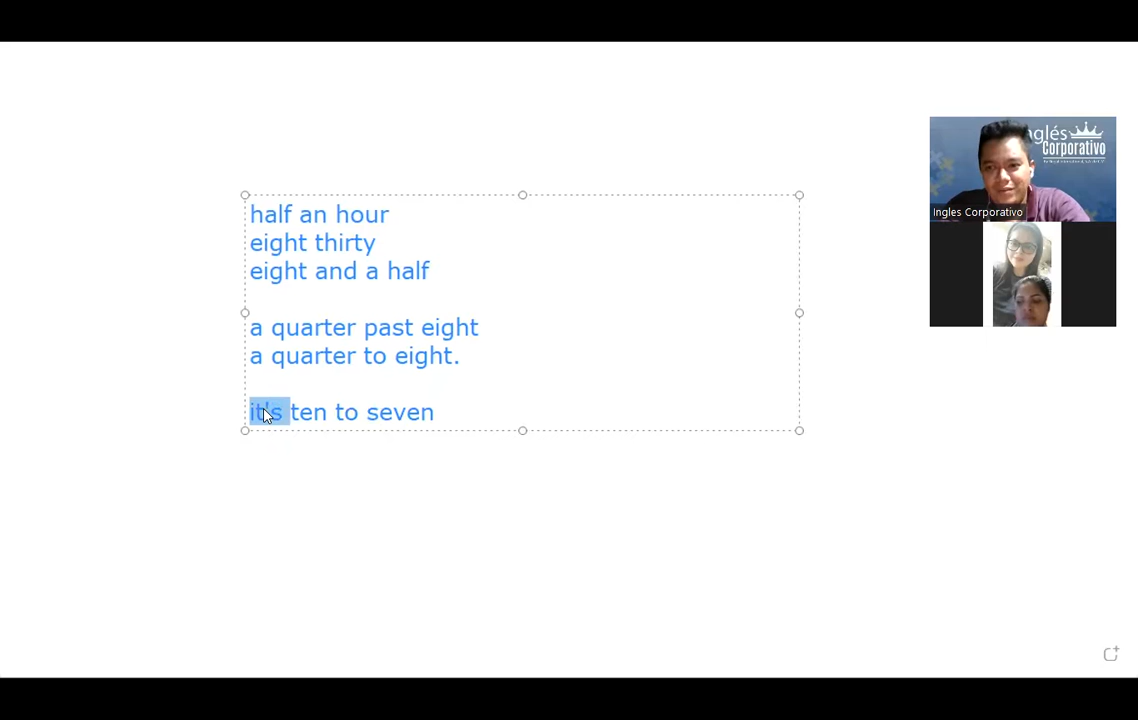 half an hour
eight thirty
eight and a half
a quarter past eight
a quarter to eight.
it's ten to seven
Corporativo
Ingles Corporativo